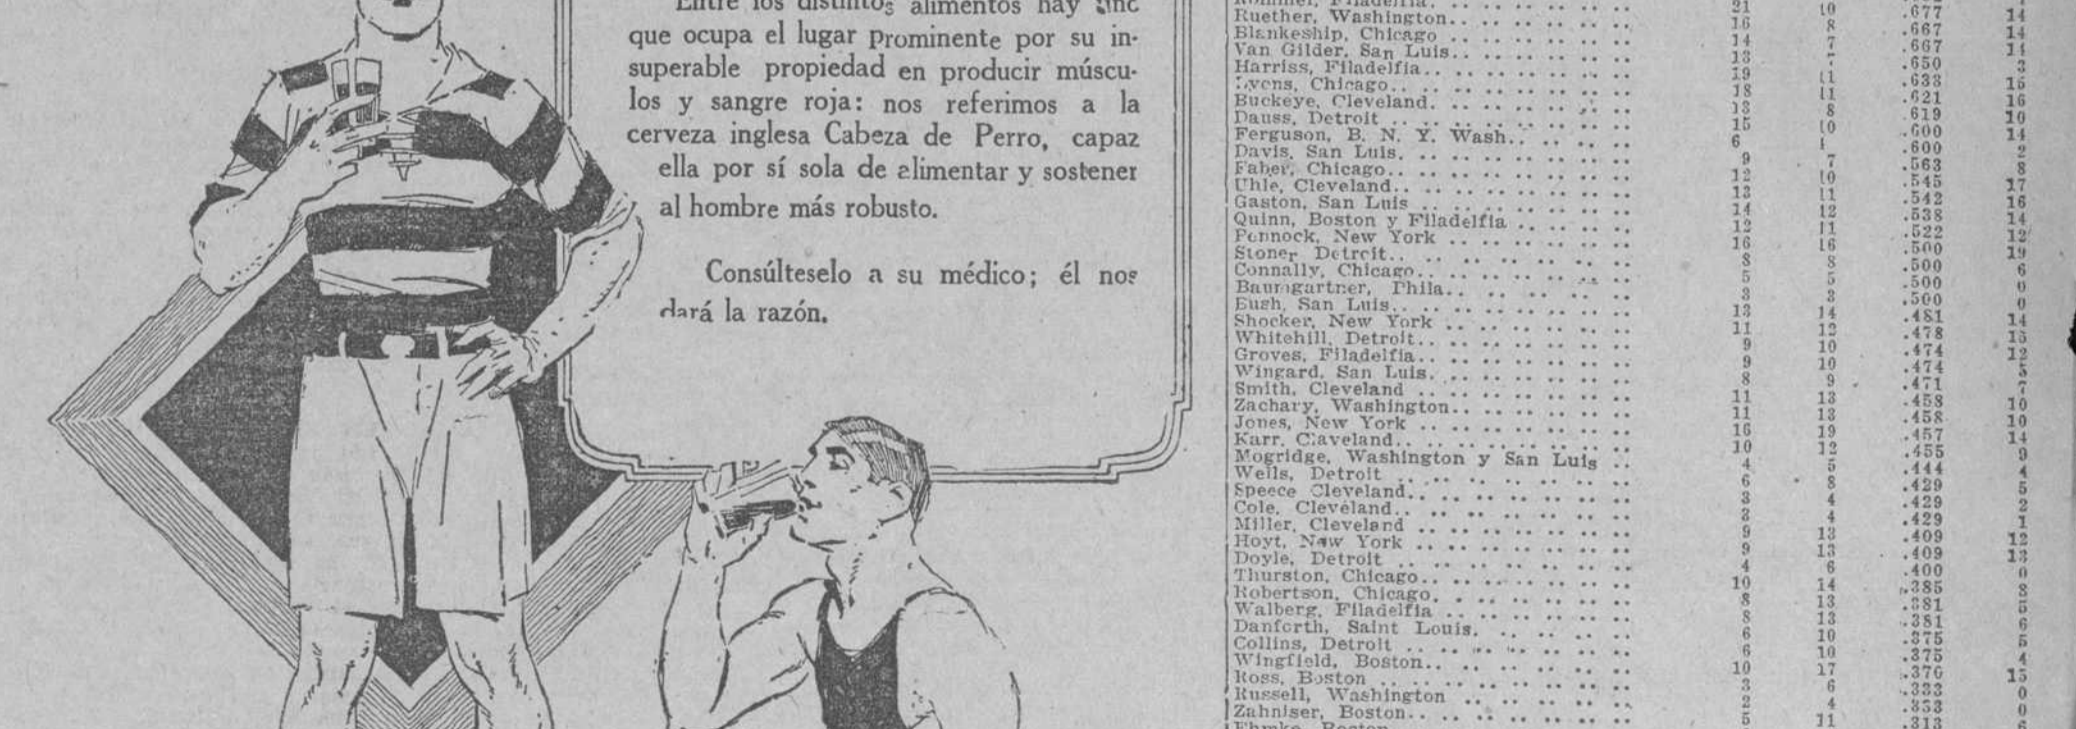 Entre los distintos alimentos hay
que ocupa el lugar prominente por su in-
superable propiedad en producir múscu-
los y sangre roja: nos referimos a la
cerveza inglesa Cabeza de Perro, capaz
ella por sí sola de alimentar y sostener
al hombre más robusto.
Consúlteselo a su médico; él nos
dará la razón.
Rommel, Filadelfia. 21 10 .677 14
Ruether, Washington 16 8 .667 14
Blankeship, Chicago 14 7 .667 11
Van Gilder, San Luis 13 7 .650 3
Harriss, Filadelfia 19 11 .633 15
Lyons, Chicago 18 11 .621 16
Buckeye, Cleveland. 13 8 .619 10
Dauss, Detroit 15 10 .600 14
Ferguson, B. N. Y. Wash. 6 .600 2
Davis, San Luis. 9 7 .563 8
Faber, Chicago 12 10 .545 17
Uhle, Cleveland 13 11 .542 16
Gaston, San Luis 14 12 .538 14
Quinn, Boston y Filadelfia 12 11 .522 12
Pennock, New York 16 16 .500 19
Stoner Detroit 8 8 .500 6
Connally, Chicago 5 5 .500 0
Baumgartner, Phila. 3 3 .500 0
Bush, San Luis 13 14 .481 14
Shocker, New York 11 12 .478 15
Whitehill, Detroit 9 10 .474 12
Groves, Filadelfia 9 10 .474 5
Wingard, San Luis. 8 9 .471 7
Smith, Cleveland 11 13 .458 10
Zachary, Washington 11 13 .458 10
Jones, New York 16 19 .457 14
Karr, Claveland 10 12 .455 9
Mogridge, Washington y San Luis 4 5 .444 4
Wells, Detroit 6 8 .429 5
Speece Cleveland 3 4 .429 2
Cole, Cleveland 3 4 .429 1
Miller, Cleveland 9 13 .409 12
Hoyt, New York 9 13 .409 13
Doyle, Detroit 4 6 .400 0
Thurston, Chicago 10 14 .385 8
Robertson, Chicago. 8 13 .381 5
Walberg, Filadelfia 8 13 .381 6
Danforth, Saint Louis. 6 10 .375 5
Collins, Detroit 6 10 .375 4
Wingfield, Boston 10 17 .370 15
Ross, Boston 3 6 .333 0
Russell, Washington 2 4 .333 0
Zahniser, Boston 5 11 .313 6